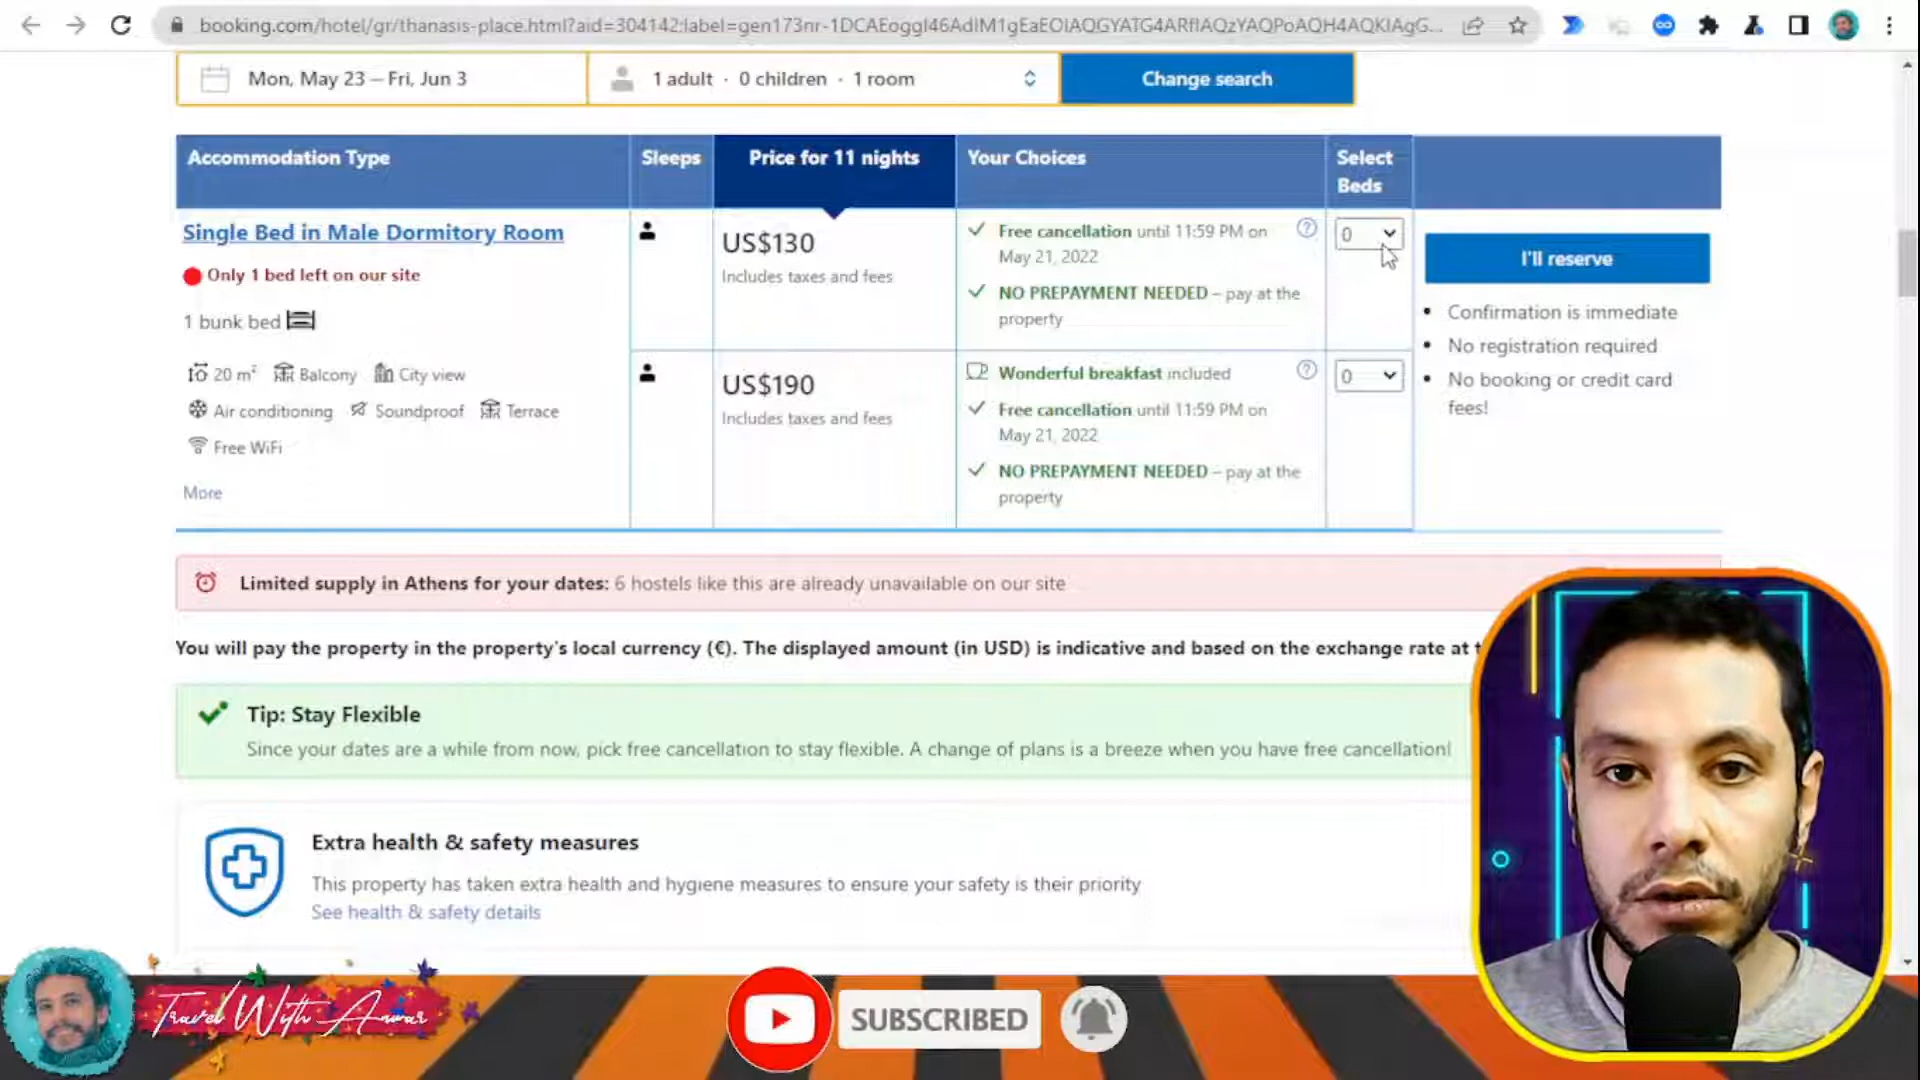 booking.com/hotel/gr/thanasis-place.html?aid=304142;label=gen173nr-1DCAEoggI46AdIM1gEaEOIAQGYATG4ARfIAQzYAQPoAQH4AQKIAgG...
Mon, May 23 – Fri, Jun 3
1 adult · 0 children · 1 room
Change search
Accommodation Type
Sleeps
Price for 11 nights
Your Choices
Select Beds
Single Bed in Male Dormitory Room
Only 1 bed left on our site
1 bunk bed
20 m²
Balcony
City view
Air conditioning
Soundproof
Terrace
Free WiFi
More
US$130
Includes taxes and fees
Free cancellation until 11:59 PM on
May 21, 2022
NO PREPAYMENT NEEDED – pay at the
property
0
US$190
Includes taxes and fees
Wonderful breakfast included
Free cancellation until 11:59 PM on
May 21, 2022
NO PREPAYMENT NEEDED – pay at the
property
0
I'll reserve
• Confirmation is immediate
• No registration required
• No booking or credit card
fees!
Limited supply in Athens for your dates: 6 hostels like this are already unavailable on our site
You will pay the property in the property's local currency (€). The displayed amount (in USD) is indicative and based on the exchange rate at
Tip: Stay Flexible
Since your dates are a while from now, pick free cancellation to stay flexible. A change of plans is a breeze when you have free cancellation!
Extra health & safety measures
This property has taken extra health and hygiene measures to ensure your safety is their priority
See health & safety details
Travel With Anwar
SUBSCRIBED